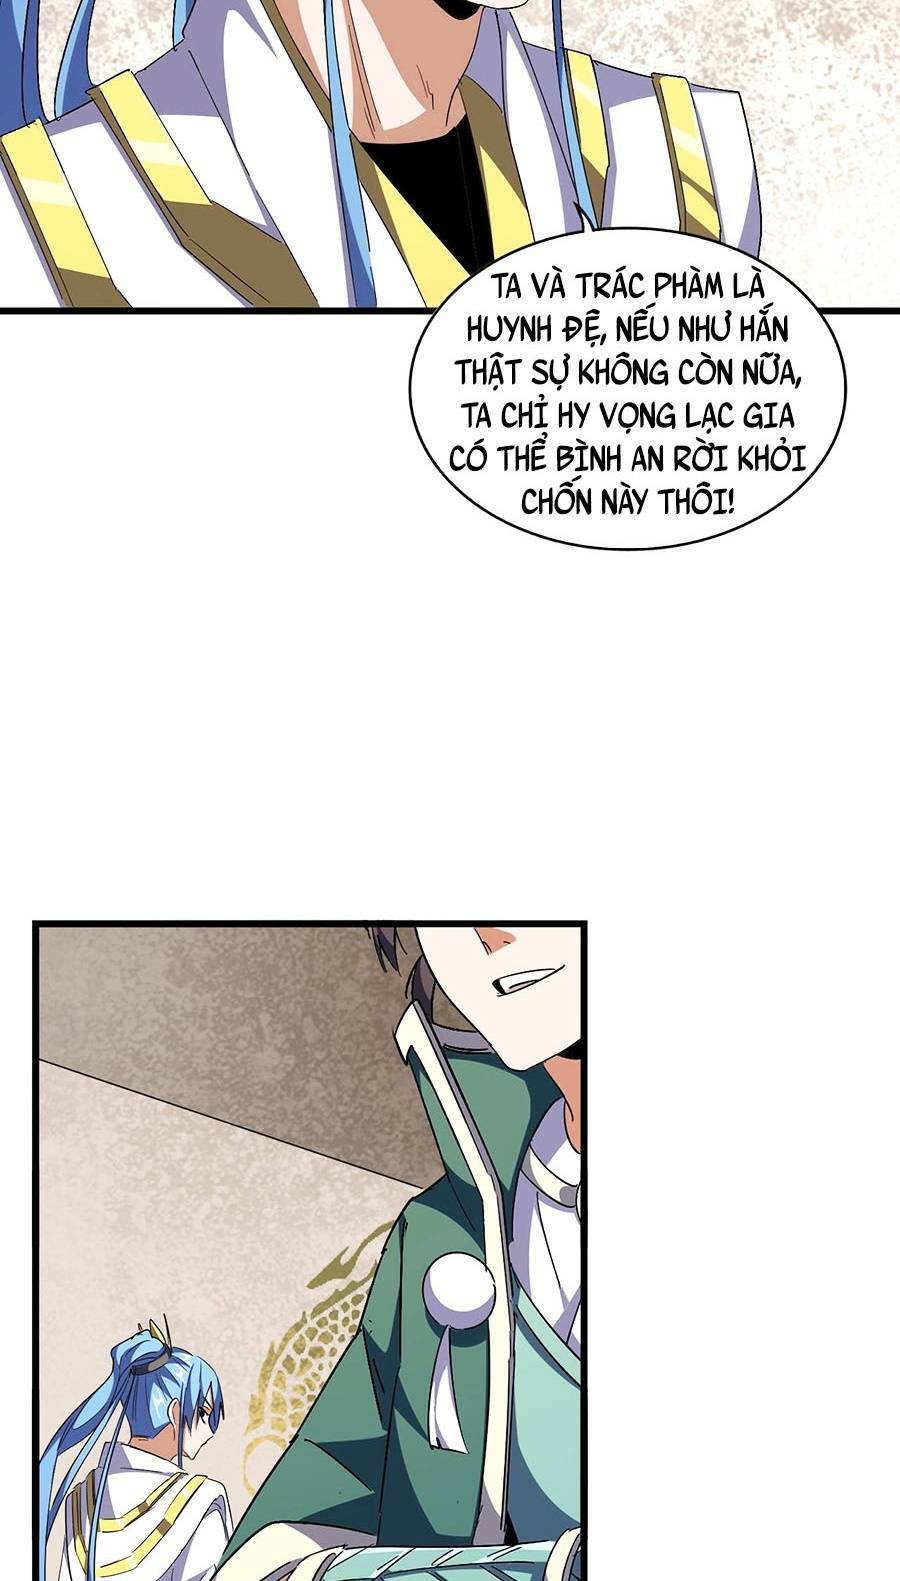 TA VÀ TRÁC PHÀM LÀ
HUYNH ĐỆ, NẾU NHƯ HẮN
THẬT SỰ KHÔNG CÒN NỮA,
TA CHỈ HY VỌNG LẠC GIA
CÓ THỂ BÌNH AN RỜI KHỎI
CHỐN NÀY THÔI!